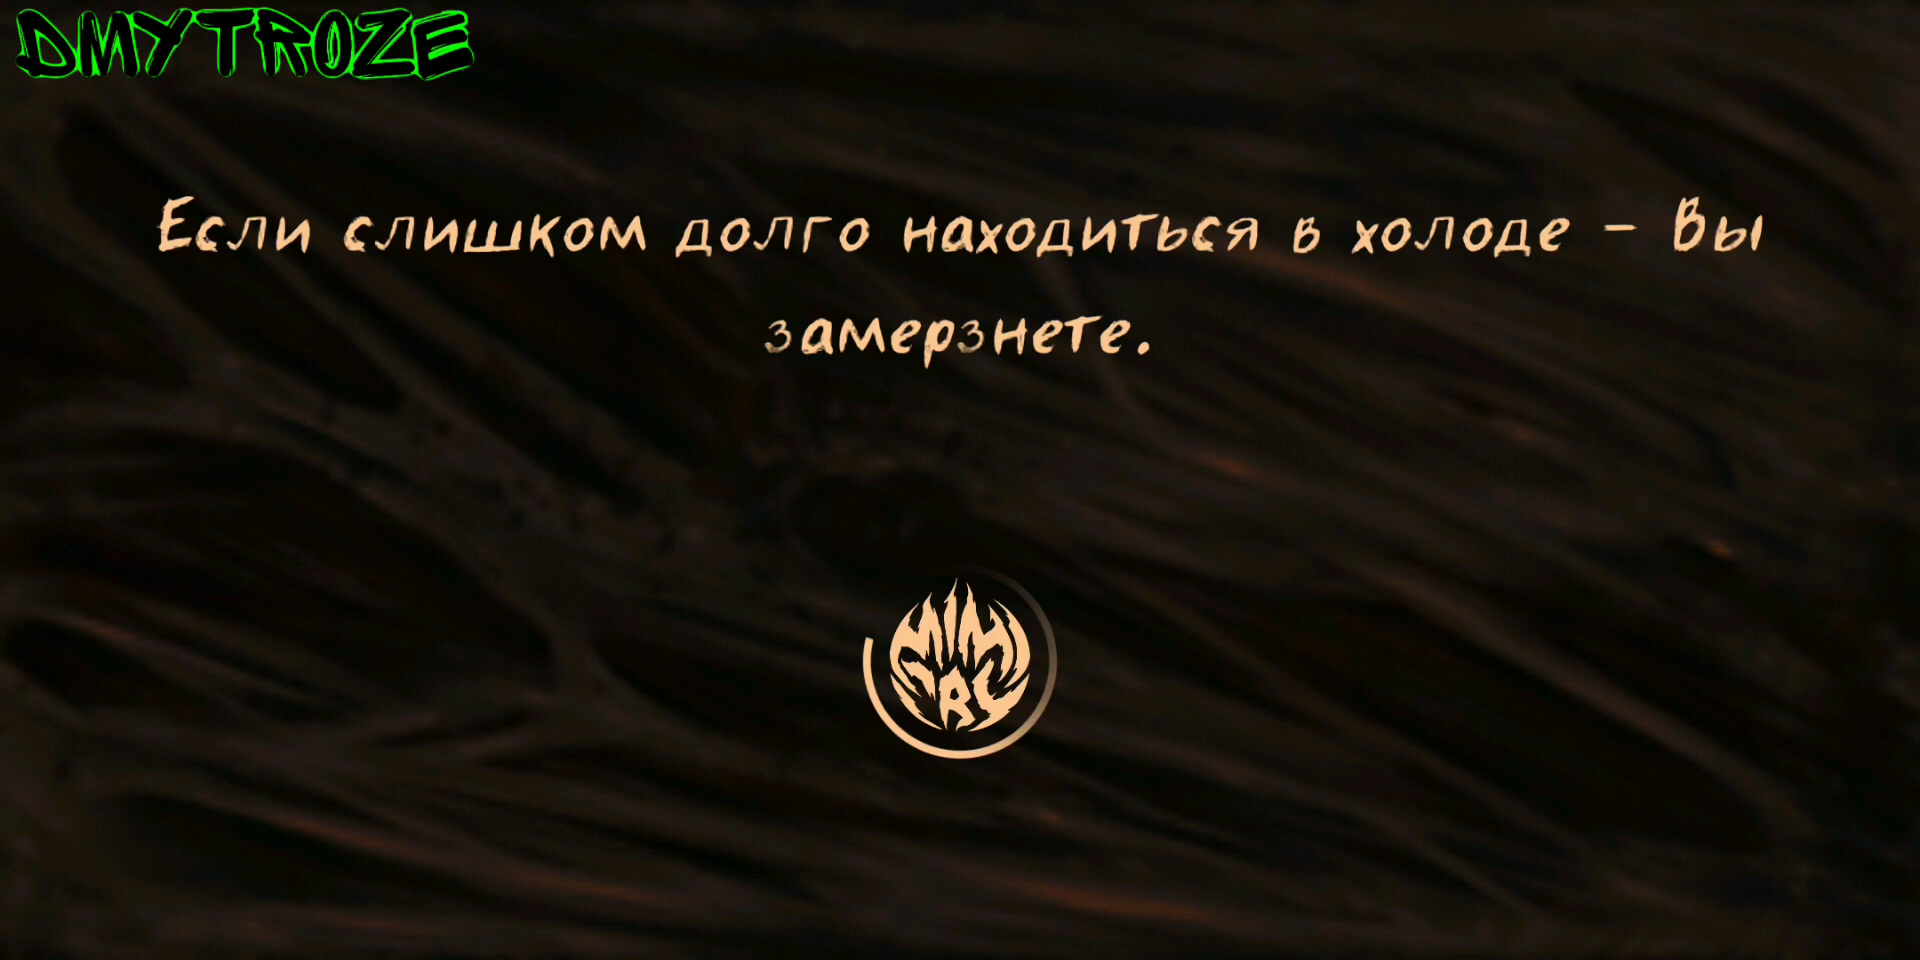 DMYTROZE
Если слишком долго находиться в холоде - Вы
замерзнете.